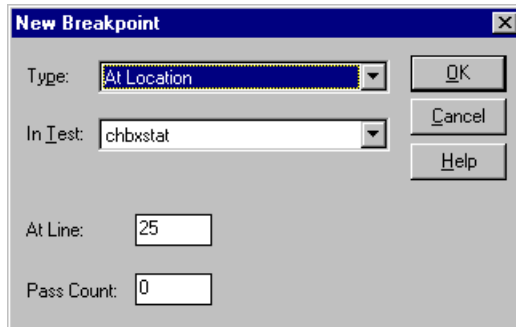 New Breakpoint
Type: At Location
OK
In Test: chbxstat
Cancel
Help
At Line: 25
Pass Count: 0